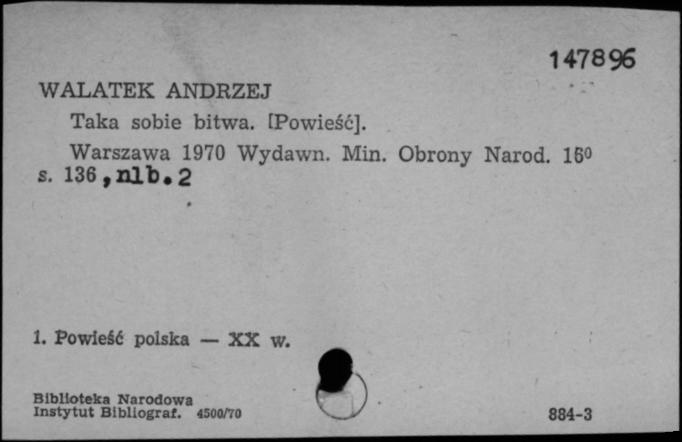 147896
WALATEK ANDRZEJ
Taka sobie bitwa. [Powieść].
Warszawa 1970 Wydawn. Min. Obrony Narod. 16⁰
s. 136, nlb. 2
1. Powieść polska — XX w.
Biblioteka Narodowa
Instytut Bibliograf. 4500/70
884-3